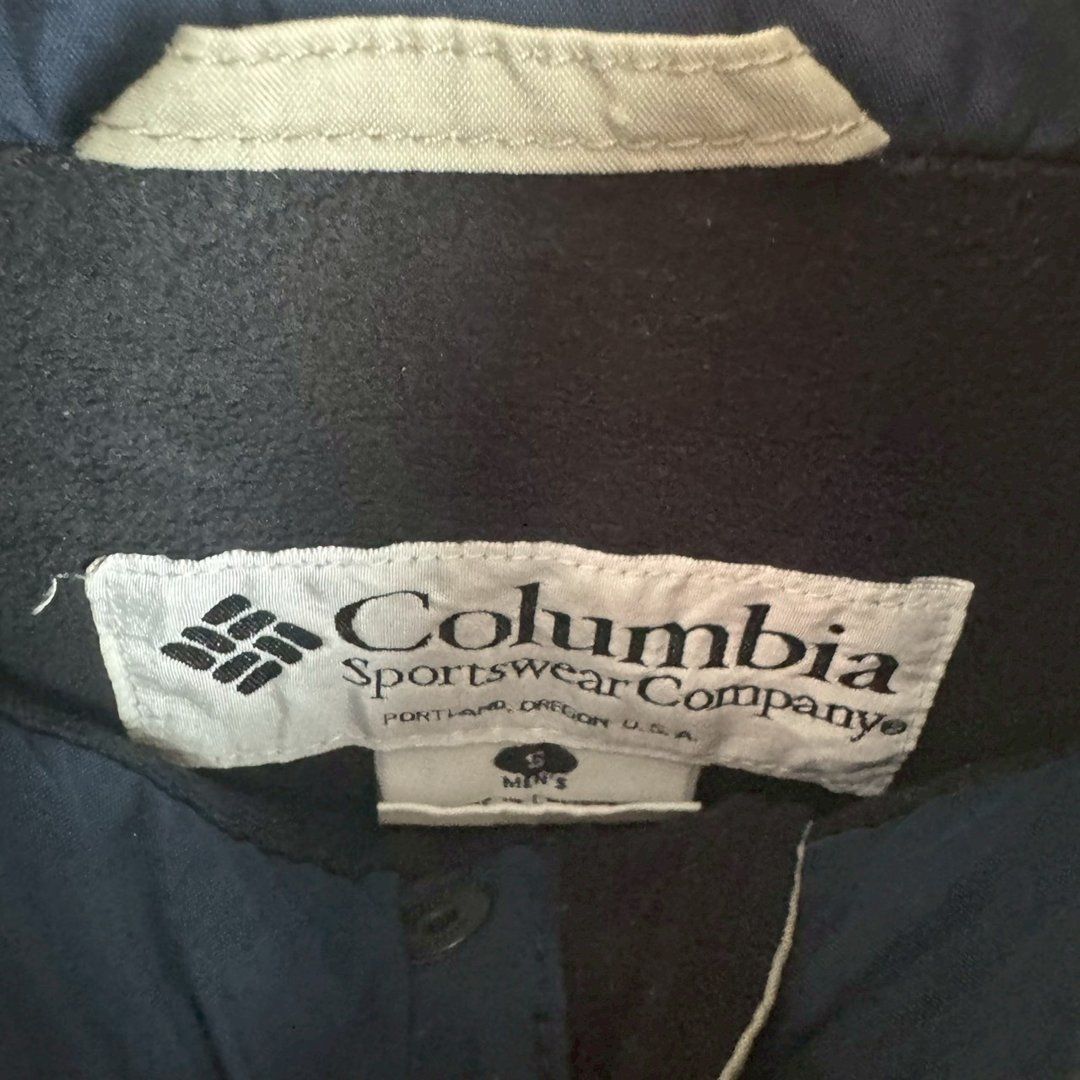 Columbia
Sportswear Company®
PORTLAND, OREGON U.S.A.
S
MEN'S